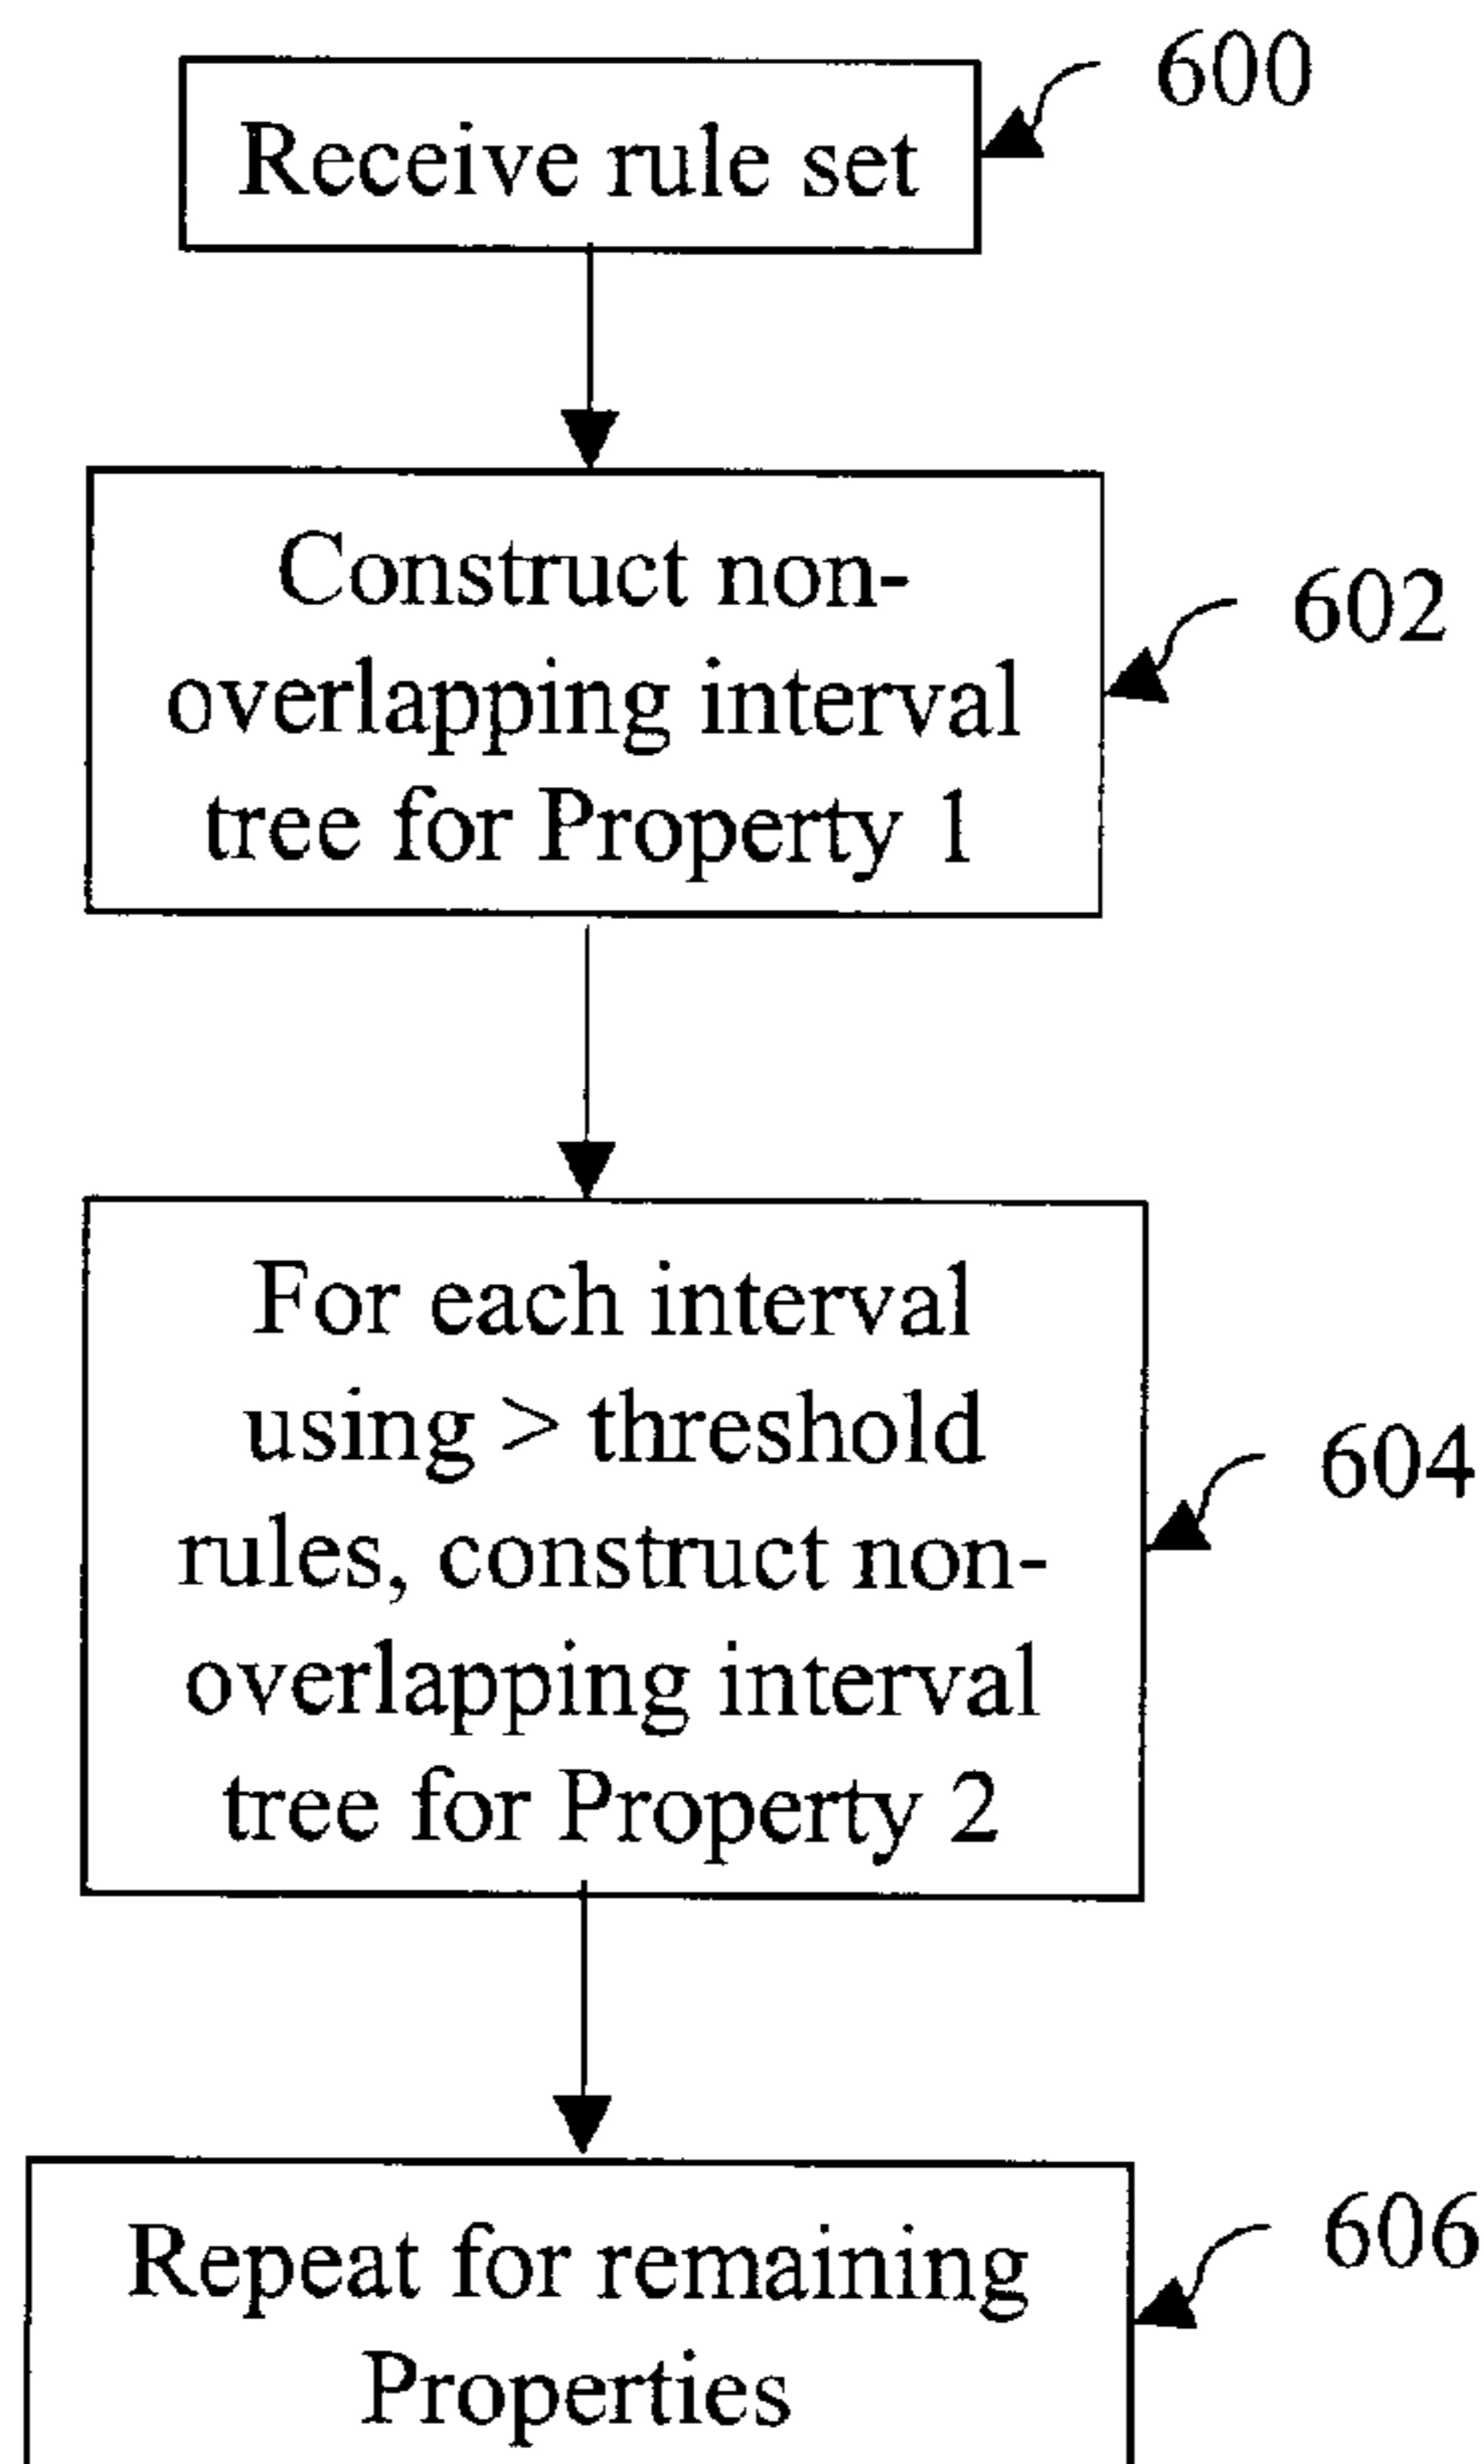 600
Receive rule set
Construct non-
overlapping interval
tree for Property 1
602
For each interval
using > threshold
rules, construct non-
overlapping interval
tree for Property 2
604
Repeat for remaining
Properties
606